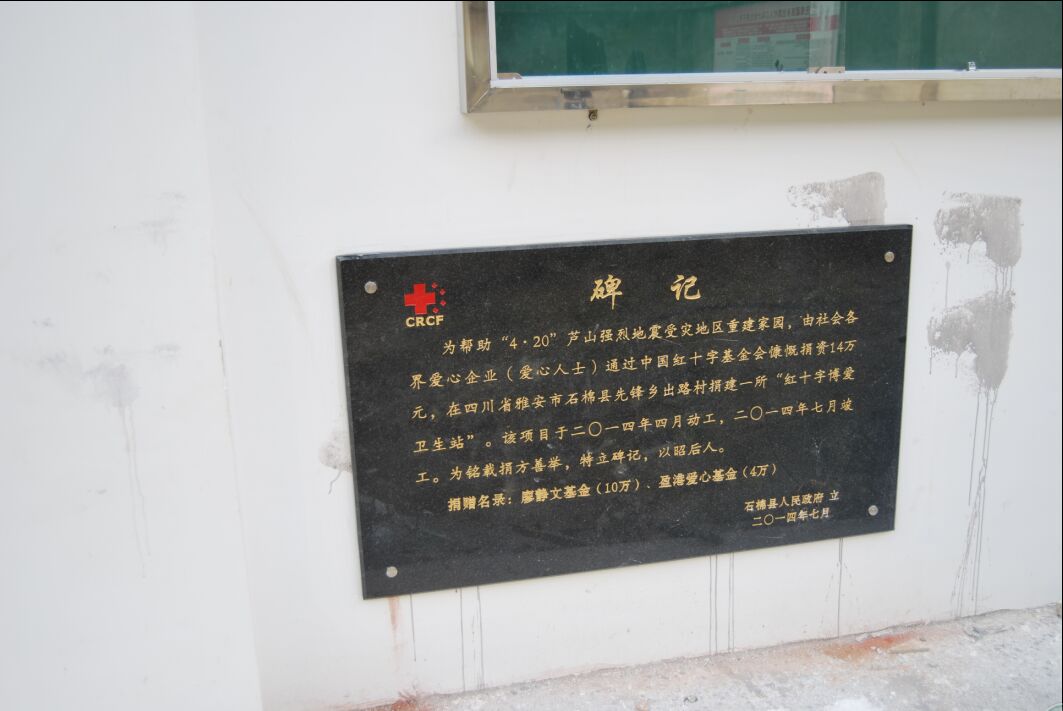 碑 记
CRCF
为帮助“4·20”芦山强烈地震受灾地区重建家园，由社会各
界爱心企业（爱心人士）通过中国红十字基金会慷慨捐资14万
元，在四川省雅安市石棉县先锋乡出路村捐建一所“红十字博爱
卫生站”。该项目于二〇一四年四月动工，二〇一四年七月竣
工。为铭载捐方善举，特立碑记，以昭后人。
捐赠名录：廖静文基金（10万）、盈湾爱心基金（4万）
石棉县人民政府 立
二〇一四年七月